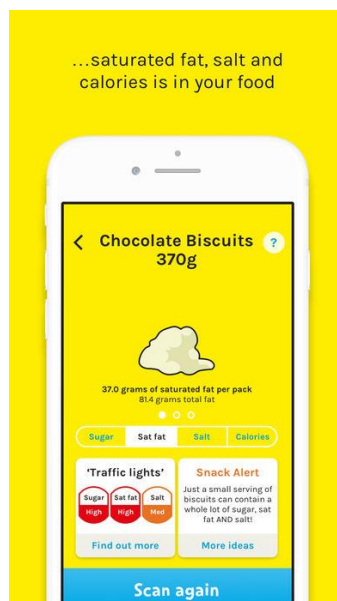 ...saturated fat, salt and
calories is in your food
Chocolate Biscuits
370g
?
37.0 grams of saturated fat per pack
81.4 grams total fat
Sugar Sat fat Salt Calories
'Traffic lights'
Sugar Sat fat Salt
High High Med
Find out more
Snack Alert
Just a small serving of
biscuits can contain a
whole lot of sugar, sat
fat AND salt!
More ideas
Scan again